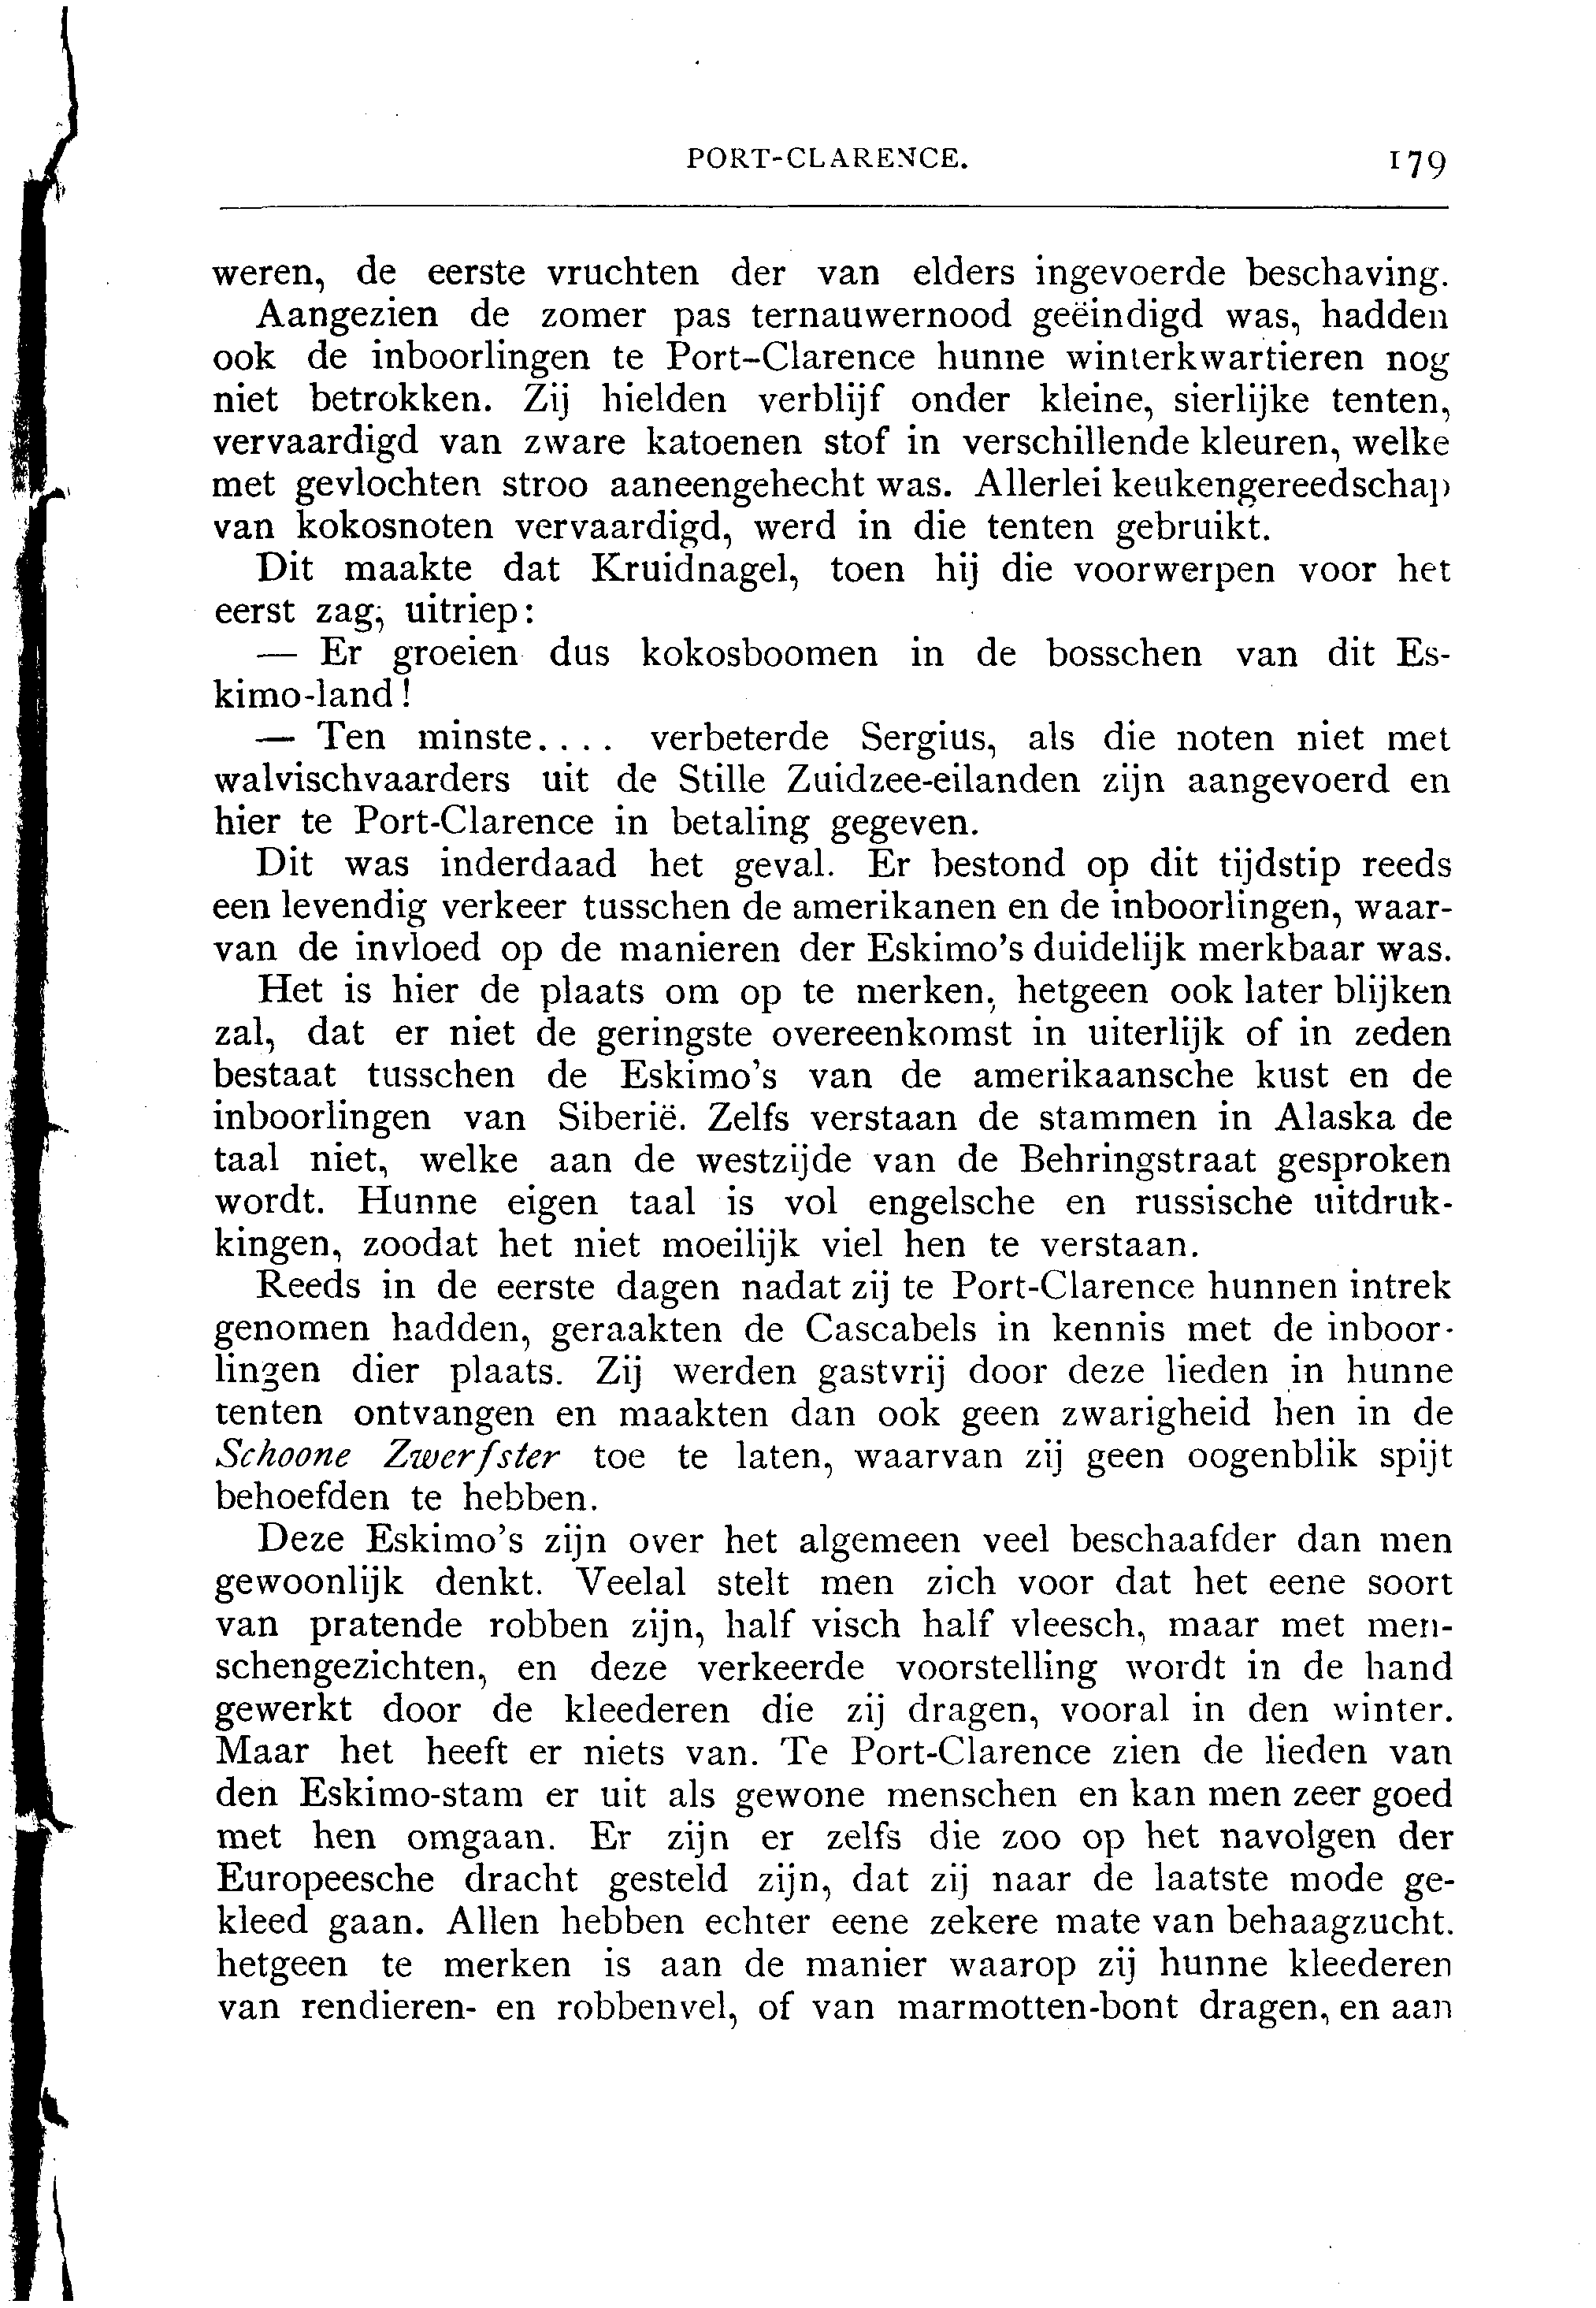 PORT-CLARENCE. 179
weren, de eerste vruchten der van elders ingevoerde beschaving.
Aangezien de zomer pas ternauwernood geëindigd was, hadden
ook de inboorlingen te Port-Clarence hunne winterkwartieren nog
niet betrokken. Zij hielden verblijf onder kleine, sierlijke tenten,
vervaardigd van zware katoenen stof in verschillende kleuren, welke
met gevlochten stroo aaneengehecht was. Allerlei keukengereedschap
van kokosnoten vervaardigd, werd in die tenten gebruikt.
Dit maakte dat Kruidnagel, toen hij die voorwerpen voor het
eerst zag, uitriep:
— Er groeien dus kokosboomen in de bosschen van dit Es-
kimo-land!
— Ten minste.... verbeterde Sergius, als die noten niet met
walvischvaarders uit de Stille Zuidzee-eilanden zijn aangevoerd en
hier te Port-Clarence in betaling gegeven.
Dit was inderdaad het geval. Er bestond op dit tijdstip reeds
een levendig verkeer tusschen de amerikanen en de inboorlingen, waar-
van de invloed op de manieren der Eskimo's duidelijk merkbaar was.
Het is hier de plaats om op te merken, hetgeen ook later blijken
zal, dat er niet de geringste overeenkomst in uiterlijk of in zeden
bestaat tusschen de Eskimo's van de amerikaansche kust en de
inboorlingen van Siberië. Zelfs verstaan de stammen in Alaska de
taal niet, welke aan de westzijde van de Behringstraat gesproken
wordt. Hunne eigen taal is vol engelsche en russische uitdruk-
kingen, zoodat het niet moeilijk viel hen te verstaan.
Reeds in de eerste dagen nadat zij te Port-Clarence hunnen intrek
genomen hadden, geraakten de Cascabels in kennis met de inboor-
lingen dier plaats. Zij werden gastvrij door deze lieden in hunne
tenten ontvangen en maakten dan ook geen zwarigheid hen in de
Schoone Zwerfster toe te laten, waarvan zij geen oogenblik spijt
behoefden te hebben.
Deze Eskimo's zijn over het algemeen veel beschaafder dan men
gewoonlijk denkt. Veelal stelt men zich voor dat het eene soort
van pratende robben zijn, half visch half vleesch, maar met men-
schengezichten, en deze verkeerde voorstelling wordt in de hand
gewerkt door de kleederen die zij dragen, vooral in den winter.
Maar het heeft er niets van. Te Port-Clarence zien de lieden van
den Eskimo-stam er uit als gewone menschen en kan men zeer goed
met hen omgaan. Er zijn er zelfs die zoo op het navolgen der
Europeesche dracht gesteld zijn, dat zij naar de laatste mode ge-
kleed gaan. Allen hebben echter eene zekere mate van behaagzucht.
hetgeen te merken is aan de manier waarop zij hunne kleederen
van rendieren- en robbenvel, of van marmotten-bont dragen, en aan